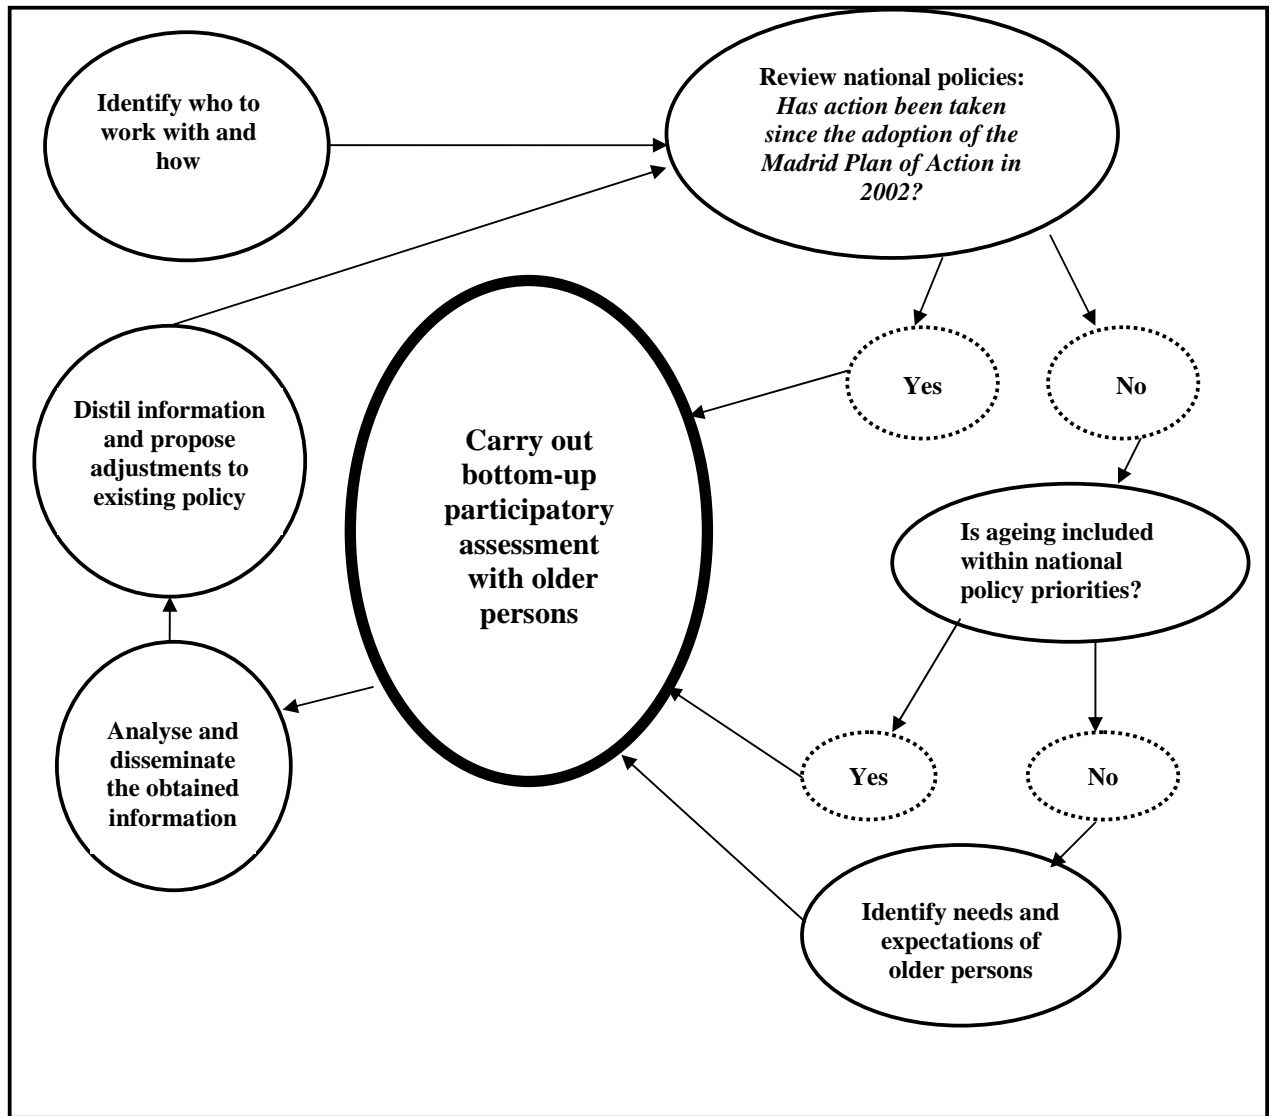 Identify who to
work with and
how
Review national policies:
Has action been taken
since the adoption of the
Madrid Plan of Action in
2002?
Yes
No
Distil information
and propose
adjustments to
existing policy
Carry out
bottom-up
participatory
assessment
with older
persons
Is ageing included
within national
policy priorities?
Analyse and
disseminate
the obtained
information
Yes
No
Identify needs and
expectations of
older persons